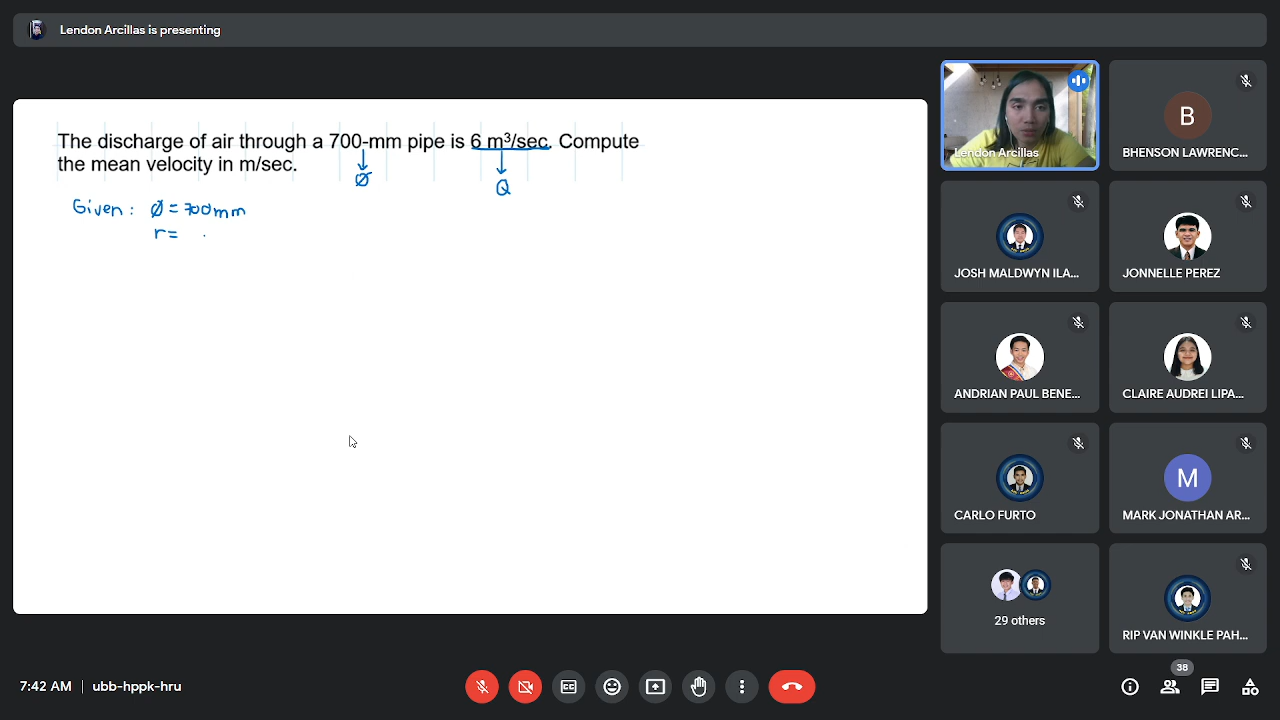 Lendon Arcillas is presenting
The discharge of air through a 700-mm pipe is 6 m³/sec. Compute
the mean velocity in m/sec.
Ø
Q
Given: Ø = 700mm
r =
Lendon Arcillas
B
BHENSON LAWRENC...
JOSH MALDWYN ILA...
JONNELLE PEREZ
ANDRIAN PAUL BENE...
CLAIRE AUDREI LIPA...
CARLO FURTO
M
MARK JONATHAN AR...
29 others
RIP VAN WINKLE PAH...
7:42 AM | ubb-hppk-hru
38